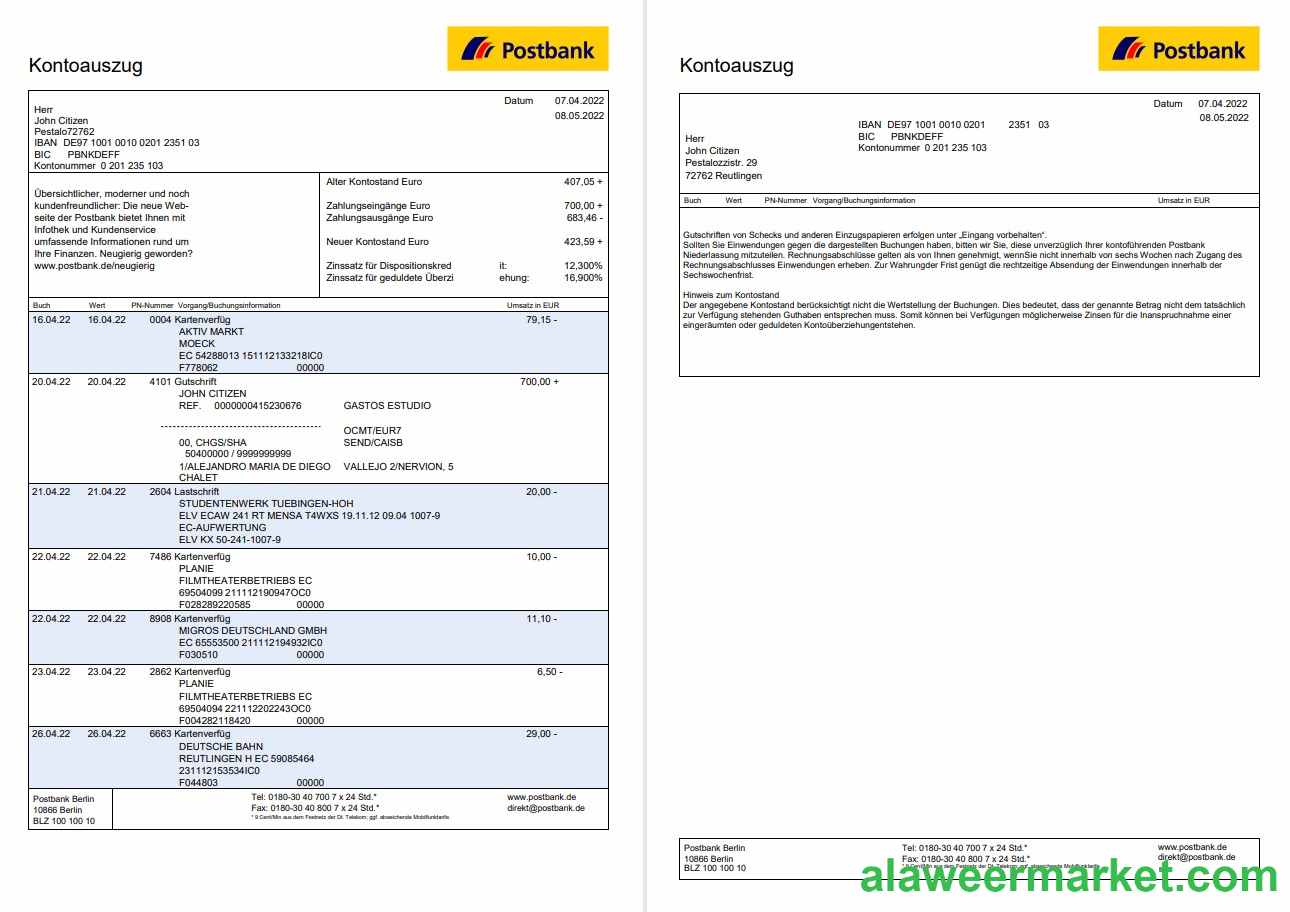 Postbank
Kontoauszug
Datum 07.04.2022
08.05.2022
Herr
John Citizen
Pestalo72762
IBAN DE97 1001 0010 0201 2351 03
BIC PBNKDEFF
Kontonummer 0 201 235 103
Übersichtlicher, moderner und noch
kundenfreundlicher: Die neue Web-
seite der Postbank bietet Ihnen mit
Infothek und Kundenservice
umfassende Informationen rund um
Ihre Finanzen. Neugierig geworden?
www.postbank.de/neugierig
Alter Kontostand Euro 407,05 +
Zahlungseingänge Euro 700,00 +
Zahlungsausgänge Euro 683,46 -
Neuer Kontostand Euro 423,59 +
Zinssatz für Dispositionskred it: 12,300%
Zinssatz für geduldete Überzi ehung: 16,900%
Buch Wert PN-Nummer Vorgang/Buchungsinformation Umsatz in EUR
16.04.22 16.04.22 0004 Kartenverfüg 79,15 -
AKTIV MARKT
MOECK
EC 54288013 151112133218IC0
F778062 00000
20.04.22 20.04.22 4101 Gutschrift 700,00 +
JOHN CITIZEN
REF. 0000000415230676 GASTOS ESTUDIO
----------------------------------------- OCMT/EUR7
00, CHGS/SHA SEND/CAISB
50400000 / 9999999999
1/ALEJANDRO MARIA DE DIEGO VALLEJO 2/NERVION, 5
CHALET
21.04.22 21.04.22 2604 Lastschrift 20,00 -
STUDENTENWERK TUEBINGEN-HOH
ELV ECAW 241 RT MENSA T4WXS 19.11.12 09.04 1007-9
EC-AUFWERTUNG
ELV KX 50-241-1007-9
22.04.22 22.04.22 7486 Kartenverfüg 10,00 -
PLANIE
FILMTHEATERBETRIEBS EC
69504099 211112190947OC0
F028289220585 00000
22.04.22 22.04.22 8908 Kartenverfüg 11,10 -
MIGROS DEUTSCHLAND GMBH
EC 65553500 211112194932IC0
F030510 00000
23.04.22 23.04.22 2862 Kartenverfüg 6,50 -
PLANIE
FILMTHEATERBETRIEBS EC
69504094 221112202243OC0
F004282118420 00000
26.04.22 26.04.22 6663 Kartenverfüg 29,00 -
DEUTSCHE BAHN
REUTLINGEN H EC 59085464
231112153534IC0
F044803 00000
Postbank Berlin
10866 Berlin
BLZ 100 100 10
Tel: 0180-30 40 700 7 x 24 Std.*
Fax: 0180-30 40 800 7 x 24 Std.*
* 9 Cent/Min aus dem Festnetz der Dt. Telekom; ggf. abweichende Mobilfunktarife.
www.postbank.de
direkt@postbank.de
Postbank
Kontoauszug
Datum 07.04.2022
08.05.2022
IBAN DE97 1001 0010 0201 2351 03
BIC PBNKDEFF
Kontonummer 0 201 235 103
Herr
John Citizen
Pestalozzistr. 29
72762 Reutlingen
Buch Wert PN-Nummer Vorgang/Buchungsinformation Umsatz in EUR
Gutschriften von Schecks und anderen Einzugspapieren erfolgen unter „Eingang vorbehalten“.
Sollten Sie Einwendungen gegen die dargestellten Buchungen haben, bitten wir Sie, diese unverzüglich Ihrer kontoführenden Postbank
Niederlassung mitzuteilen. Rechnungsabschlüsse getten als von Ihnen genehmigt, wennSie nicht innerhalb von sechs Wochen nach Zugang des
Rechnungsabschlusses Einwendungen erheben. Zur Wahrungder Frist genügt die rechtzeitige Absendung der Einwendungen innerhalb der
Sechswochenfrist.
Hinweis zum Kontostand
Der angegebene Kontostand berücksichtigt nicht die Wertstellung der Buchungen. Dies bedeutet, dass der genannte Betrag nicht dem tatsächlich
zur Verfügung stehenden Guthaben entsprechen muss. Somit können bei Verfügungen möglicherweise Zinsen für die Inanspruchnahme einer
eingeräumten oder geduldeten Kontoüberziehungentstehen.
Postbank Berlin
10866 Berlin
BLZ 100 100 10
Tel: 0180-30 40 700 7 x 24 Std.*
Fax: 0180-30 40 800 7 x 24 Std.*
* 9 Cent/Min aus dem Festnetz der Dt. Telekom; ggf. abweichende Mobilfunktarife.
www.postbank.de
direkt@postbank.de
alaweermarket.com